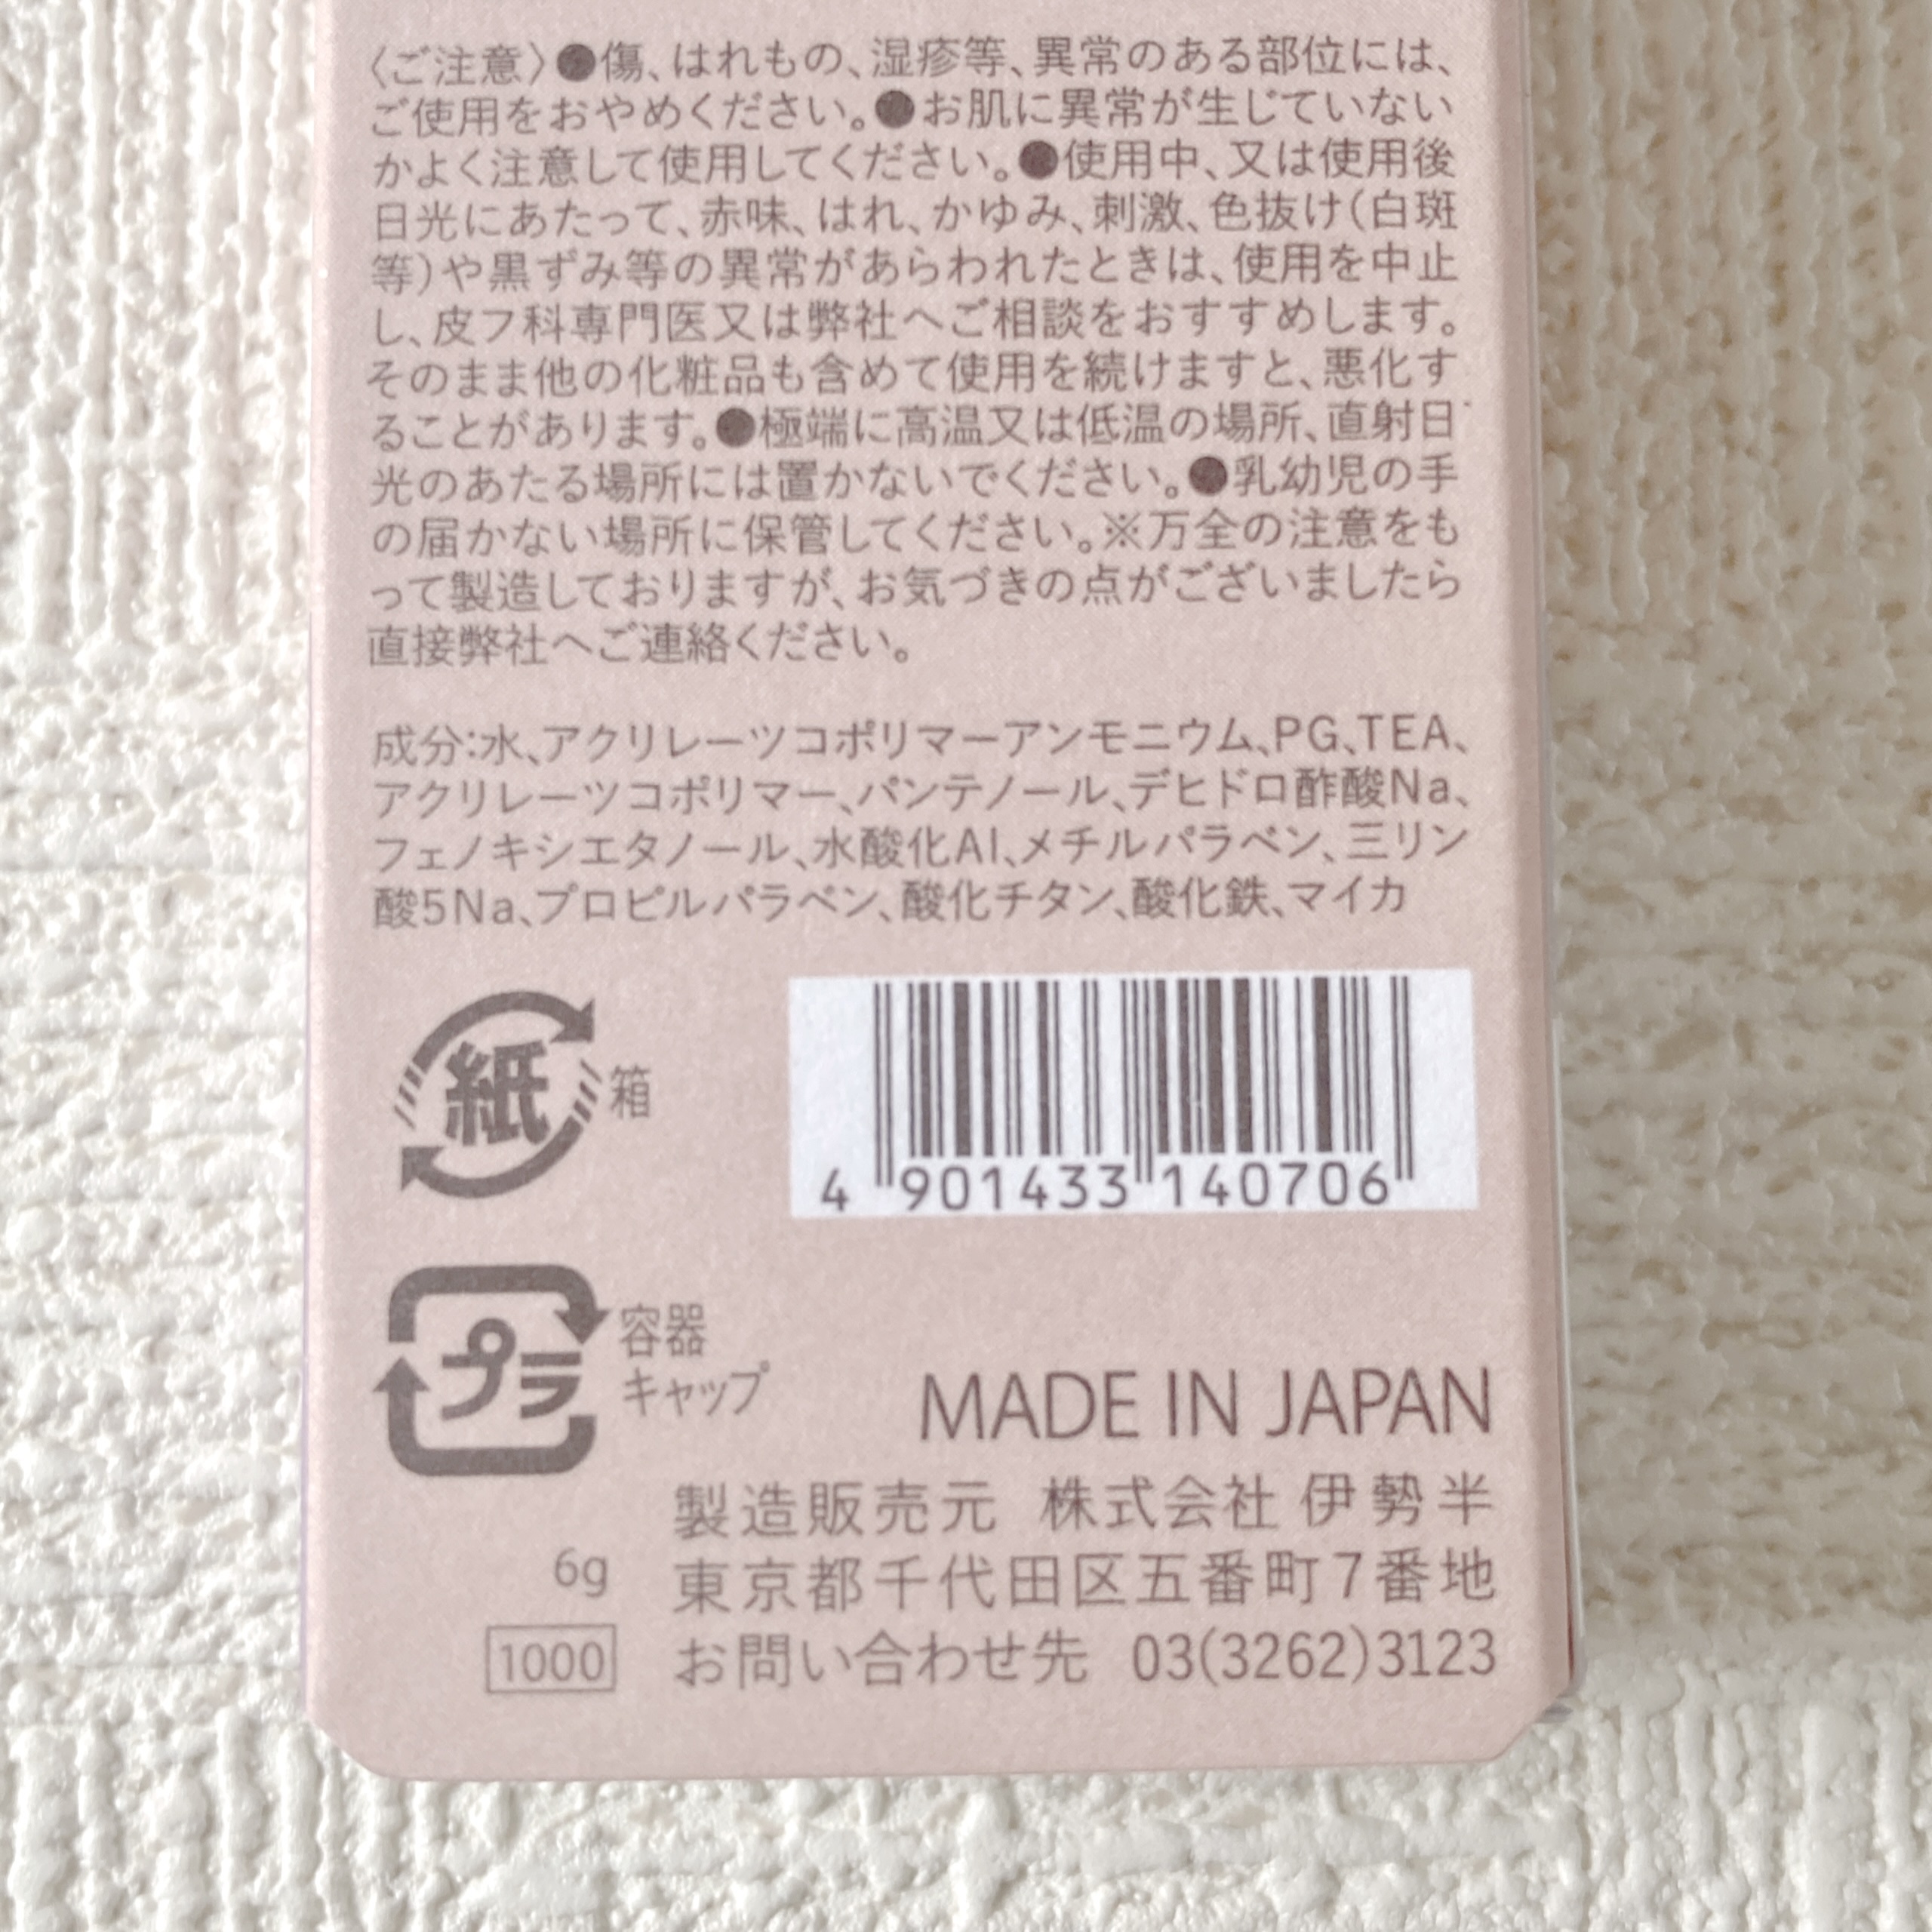 〈ご注意〉●傷、はれもの、湿疹等、異常のある部位には、
ご使用をおやめください。●お肌に異常が生じていない
かよく注意して使用してください。●使用中、又は使用後
日光にあたって、赤味、はれ、かゆみ、刺激、色抜け(白斑
等)や黒ずみ等の異常があらわれたときは、使用を中止
し、皮フ科専門医又は弊社へご相談をおすすめします。
そのまま他の化粧品も含めて使用を続けますと、悪化す
ることがあります。●極端に高温又は低温の場所、直射日
光のあたる場所には置かないでください。●乳幼児の手
の届かない場所に保管してください。※万全の注意をも
って製造しておりますが、お気づきの点がございましたら
直接弊社へご連絡ください。
成分:水、アクリレーツコポリマーアンモニウム、PG、TEA、
アクリレーツコポリマー、パンテノール、デヒドロ酢酸Na、
フェノキシエタノール、水酸化Al、メチルパラベン、三リン
酸5Na、プロピルパラベン、酸化チタン、酸化鉄、マイカ
紙 箱
4 901433 140706
プラ 容器
キャップ
MADE IN JAPAN
製造販売元 株式会社 伊勢半
6g 東京都千代田区五番町7番地
1000 お問い合わせ先 03(3262)3123